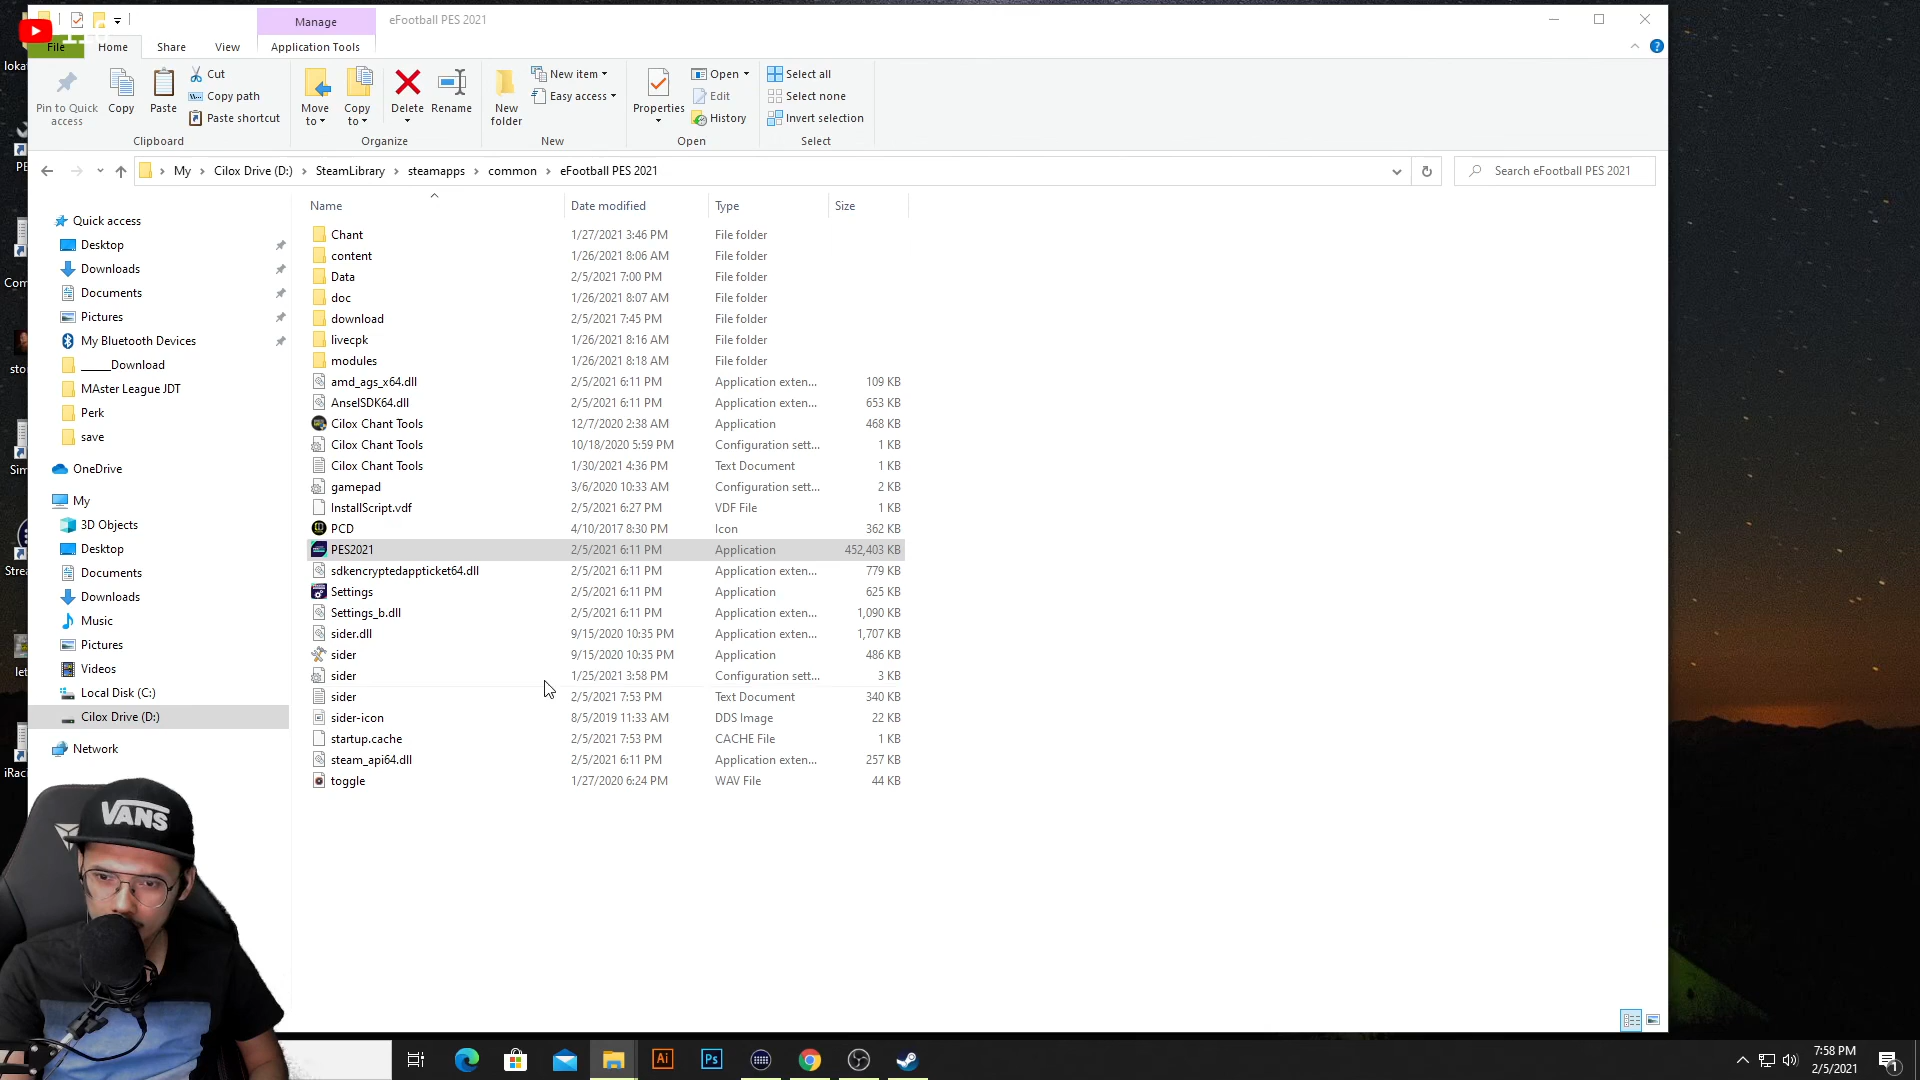 Manage
eFootball PES 2021
File
Home
Share
View
Application Tools
Pin to Quick access
Copy
Paste
Cut
Copy path
Paste shortcut
Clipboard
Move to
Copy to
Delete
Rename
Organize
New folder
New item
Easy access
New
Properties
Open
Edit
History
Open
Select all
Select none
Invert selection
Select
My
Cilox Drive (D:)
SteamLibrary
steamapps
common
eFootball PES 2021
Search eFootball PES 2021
Name
Date modified
Type
Size
Quick access
Desktop
Downloads
Documents
Pictures
My Bluetooth Devices
_____Download
MAster League JDT
Perk
save
OneDrive
My
3D Objects
Desktop
Documents
Downloads
Music
Pictures
Videos
Local Disk (C:)
Cilox Drive (D:)
Network
Chant 1/27/2021 3:46 PM File folder
content 1/26/2021 8:06 AM File folder
Data 2/5/2021 7:00 PM File folder
doc 1/26/2021 8:07 AM File folder
download 2/5/2021 7:45 PM File folder
livecpk 1/26/2021 8:16 AM File folder
modules 1/26/2021 8:18 AM File folder
amd_ags_x64.dll 2/5/2021 6:11 PM Application exten... 109 KB
AnselSDK64.dll 2/5/2021 6:11 PM Application exten... 653 KB
Cilox Chant Tools 12/7/2020 2:38 AM Application 468 KB
Cilox Chant Tools 10/18/2020 5:59 PM Configuration sett... 1 KB
Cilox Chant Tools 1/30/2021 4:36 PM Text Document 1 KB
gamepad 3/6/2020 10:33 AM Configuration sett... 2 KB
InstallScript.vdf 2/5/2021 6:27 PM VDF File 1 KB
PCD 4/10/2017 8:30 PM Icon 362 KB
PES2021 2/5/2021 6:11 PM Application 452,403 KB
sdkencryptedappticket64.dll 2/5/2021 6:11 PM Application exten... 779 KB
Settings 2/5/2021 6:11 PM Application 625 KB
Settings_b.dll 2/5/2021 6:11 PM Application exten... 1,090 KB
sider.dll 9/15/2020 10:35 PM Application exten... 1,707 KB
sider 9/15/2020 10:35 PM Application 486 KB
sider 1/25/2021 3:58 PM Configuration sett... 3 KB
sider 2/5/2021 7:53 PM Text Document 340 KB
sider-icon 8/5/2019 11:33 AM DDS Image 22 KB
startup.cache 2/5/2021 7:53 PM CACHE File 1 KB
steam_api64.dll 2/5/2021 6:11 PM Application exten... 257 KB
toggle 1/27/2020 6:24 PM WAV File 44 KB
loka
PE
Com
sto
Sim
Stre
let
iRaci
VANS
Ai
Ps
7:58 PM
2/5/2021
1